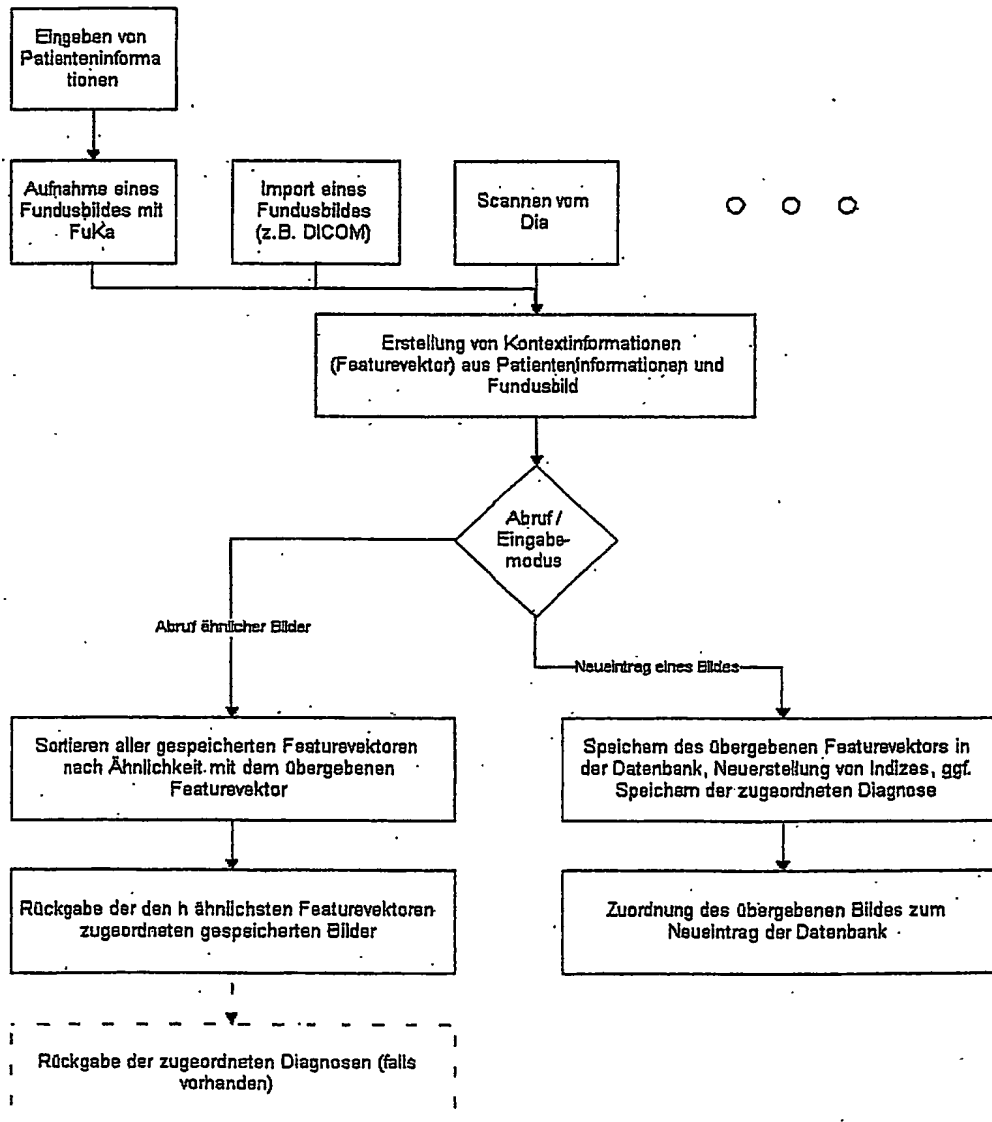 Eingeben von
Patienteninforma
tionen
Aufnahme eines
Fundusbildes mit
FuKa
Import eines
Fundusbildes
(z.B. DICOM)
Scannen vom
Dia
Erstellung von Kontextinformationen
(Featurevektor) aus Patienteninformationen und
Fundusbild
Abruf /
Eingabe-
modus
Abruf ähnlicher Bilder
Neueintrag eines Bildes
Sortieren aller gespeicherten Featurevektoren
nach Ähnlichkeit mit dem übergebenen
Featurevektor
Speichern des übergebenen Featurevektors in
der Datenbank, Neuerstellung von Indizes, ggf.
Speichern der zugeordneten Diagnose
Rückgabe der den h ähnlichsten Featurevektoren
zugeordneten gespeicherten Bilder
Zuordnung des übergebenen Bildes zum
Neueintrag der Datenbank
Rückgabe der zugeordneten Diagnosen (falls
vorhanden)